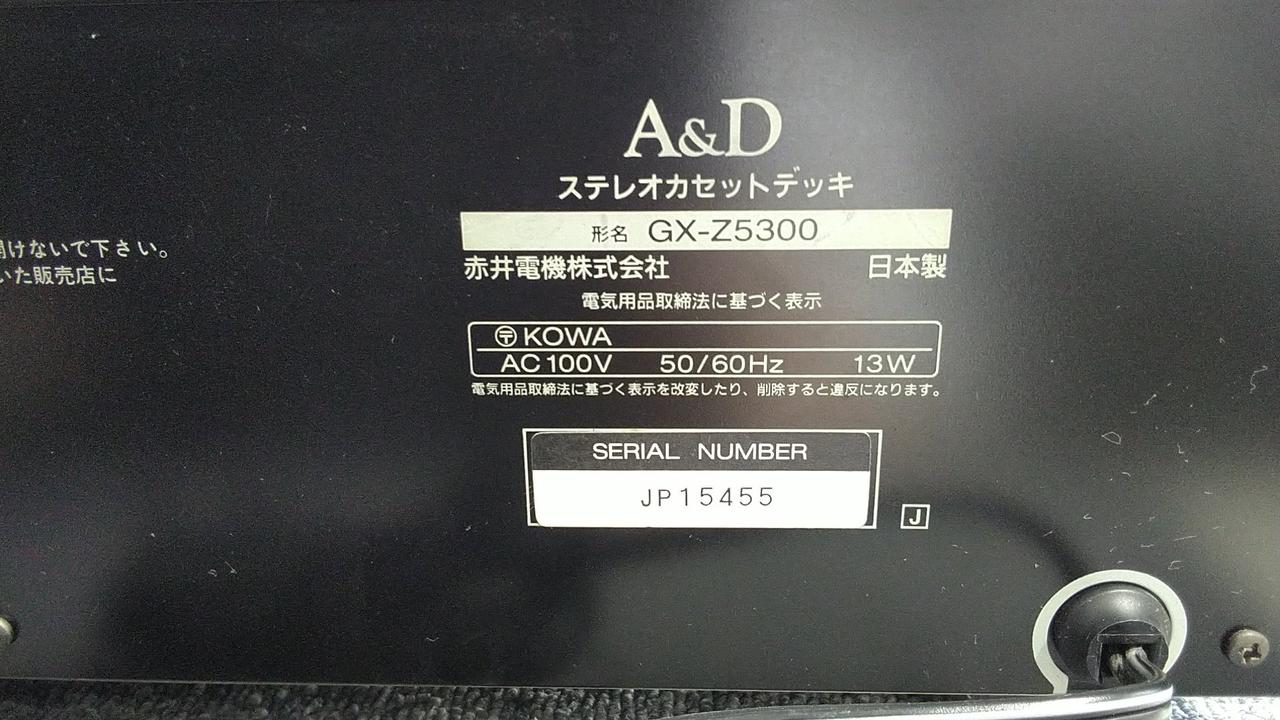 A&D
ステレオカセットデッキ
形名 GX-Z5300
赤井電機株式会社 日本製
電気用品取締法に基づく表示
〒 KOWA
AC100V 50/60Hz 13W
電気用品取締法に基づく表示を改変したり、削除すると違反になります。
SERIAL NUMBER
JP15455
J
開けないで下さい。
いた販売店に